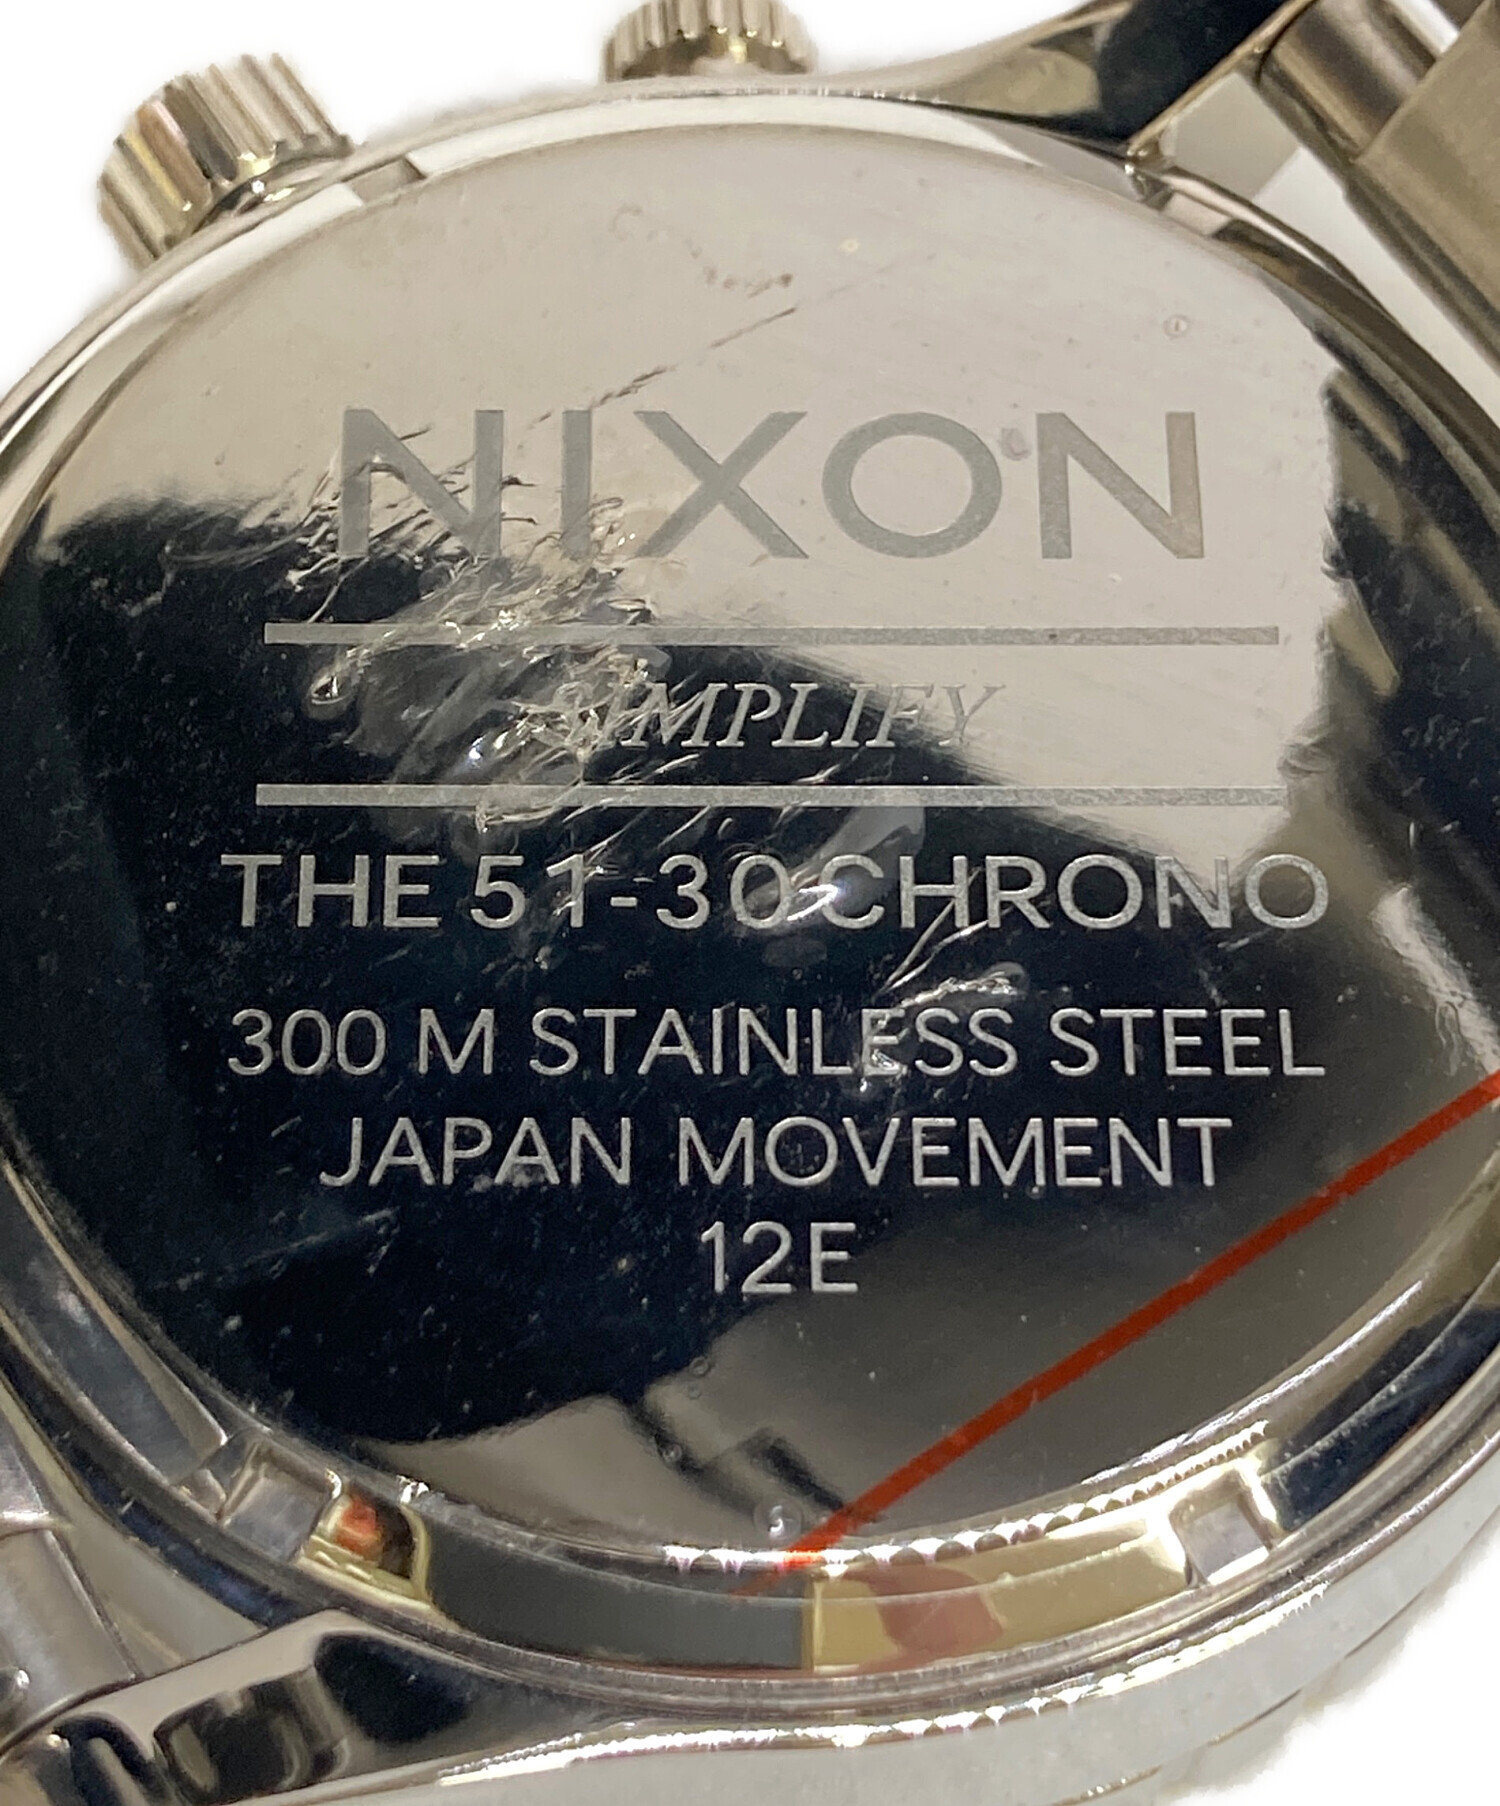 NIXON
SIMPLIFY
THE 51-30 CHRONO
300 M STAINLESS STEEL
JAPAN MOVEMENT
12E